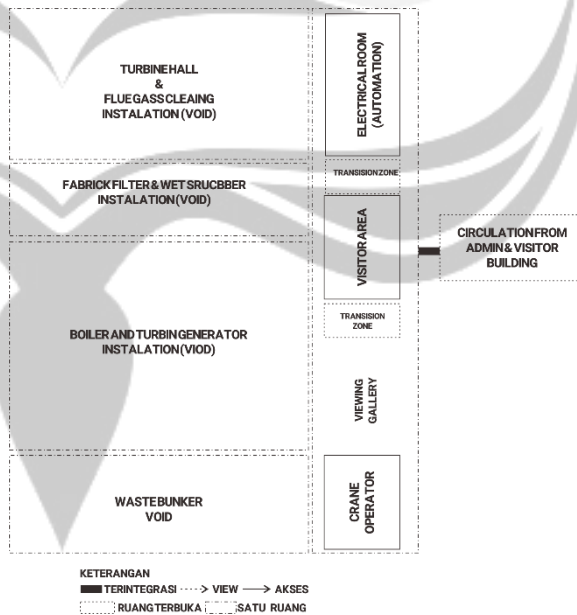 TURBINE HALL
&
FLUE GASS CLEAING
INSTALATION (VOID)
ELECTRICAL ROOM
(AUTOMATION)
TRANSISION ZONE
FABRICK FILTER & WET SRUCBBER
INSTALATION (VOID)
VISITOR AREA
CIRCULATION FROM
ADMIN & VISITOR
BUILDING
TRANSISION
ZONE
BOILER AND TURBIN GENERATOR
INSTALATION (VIOD)
VIEWING
GALLERY
WASTE BUNKER
VOID
CRANE
OPERATOR
KETERANGAN
TERINTEGRASI VIEW AKSES
RUANG TERBUKA SATU RUANG